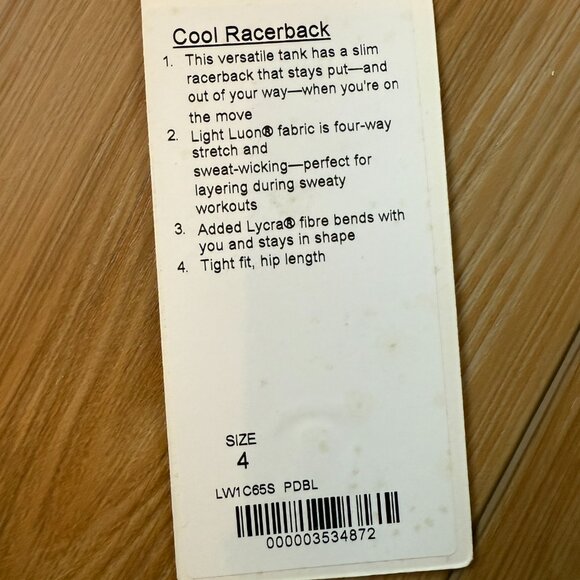 Cool Racerback
1. This versatile tank has a slim
racerback that stays put—and
out of your way—when you're on
the move
2. Light Luon® fabric is four-way
stretch and
sweat-wicking—perfect for
layering during sweaty
workouts
3. Added Lycra® fibre bends with
you and stays in shape
4. Tight fit, hip length
SIZE
4
LW1C65S PDBL
000003534872